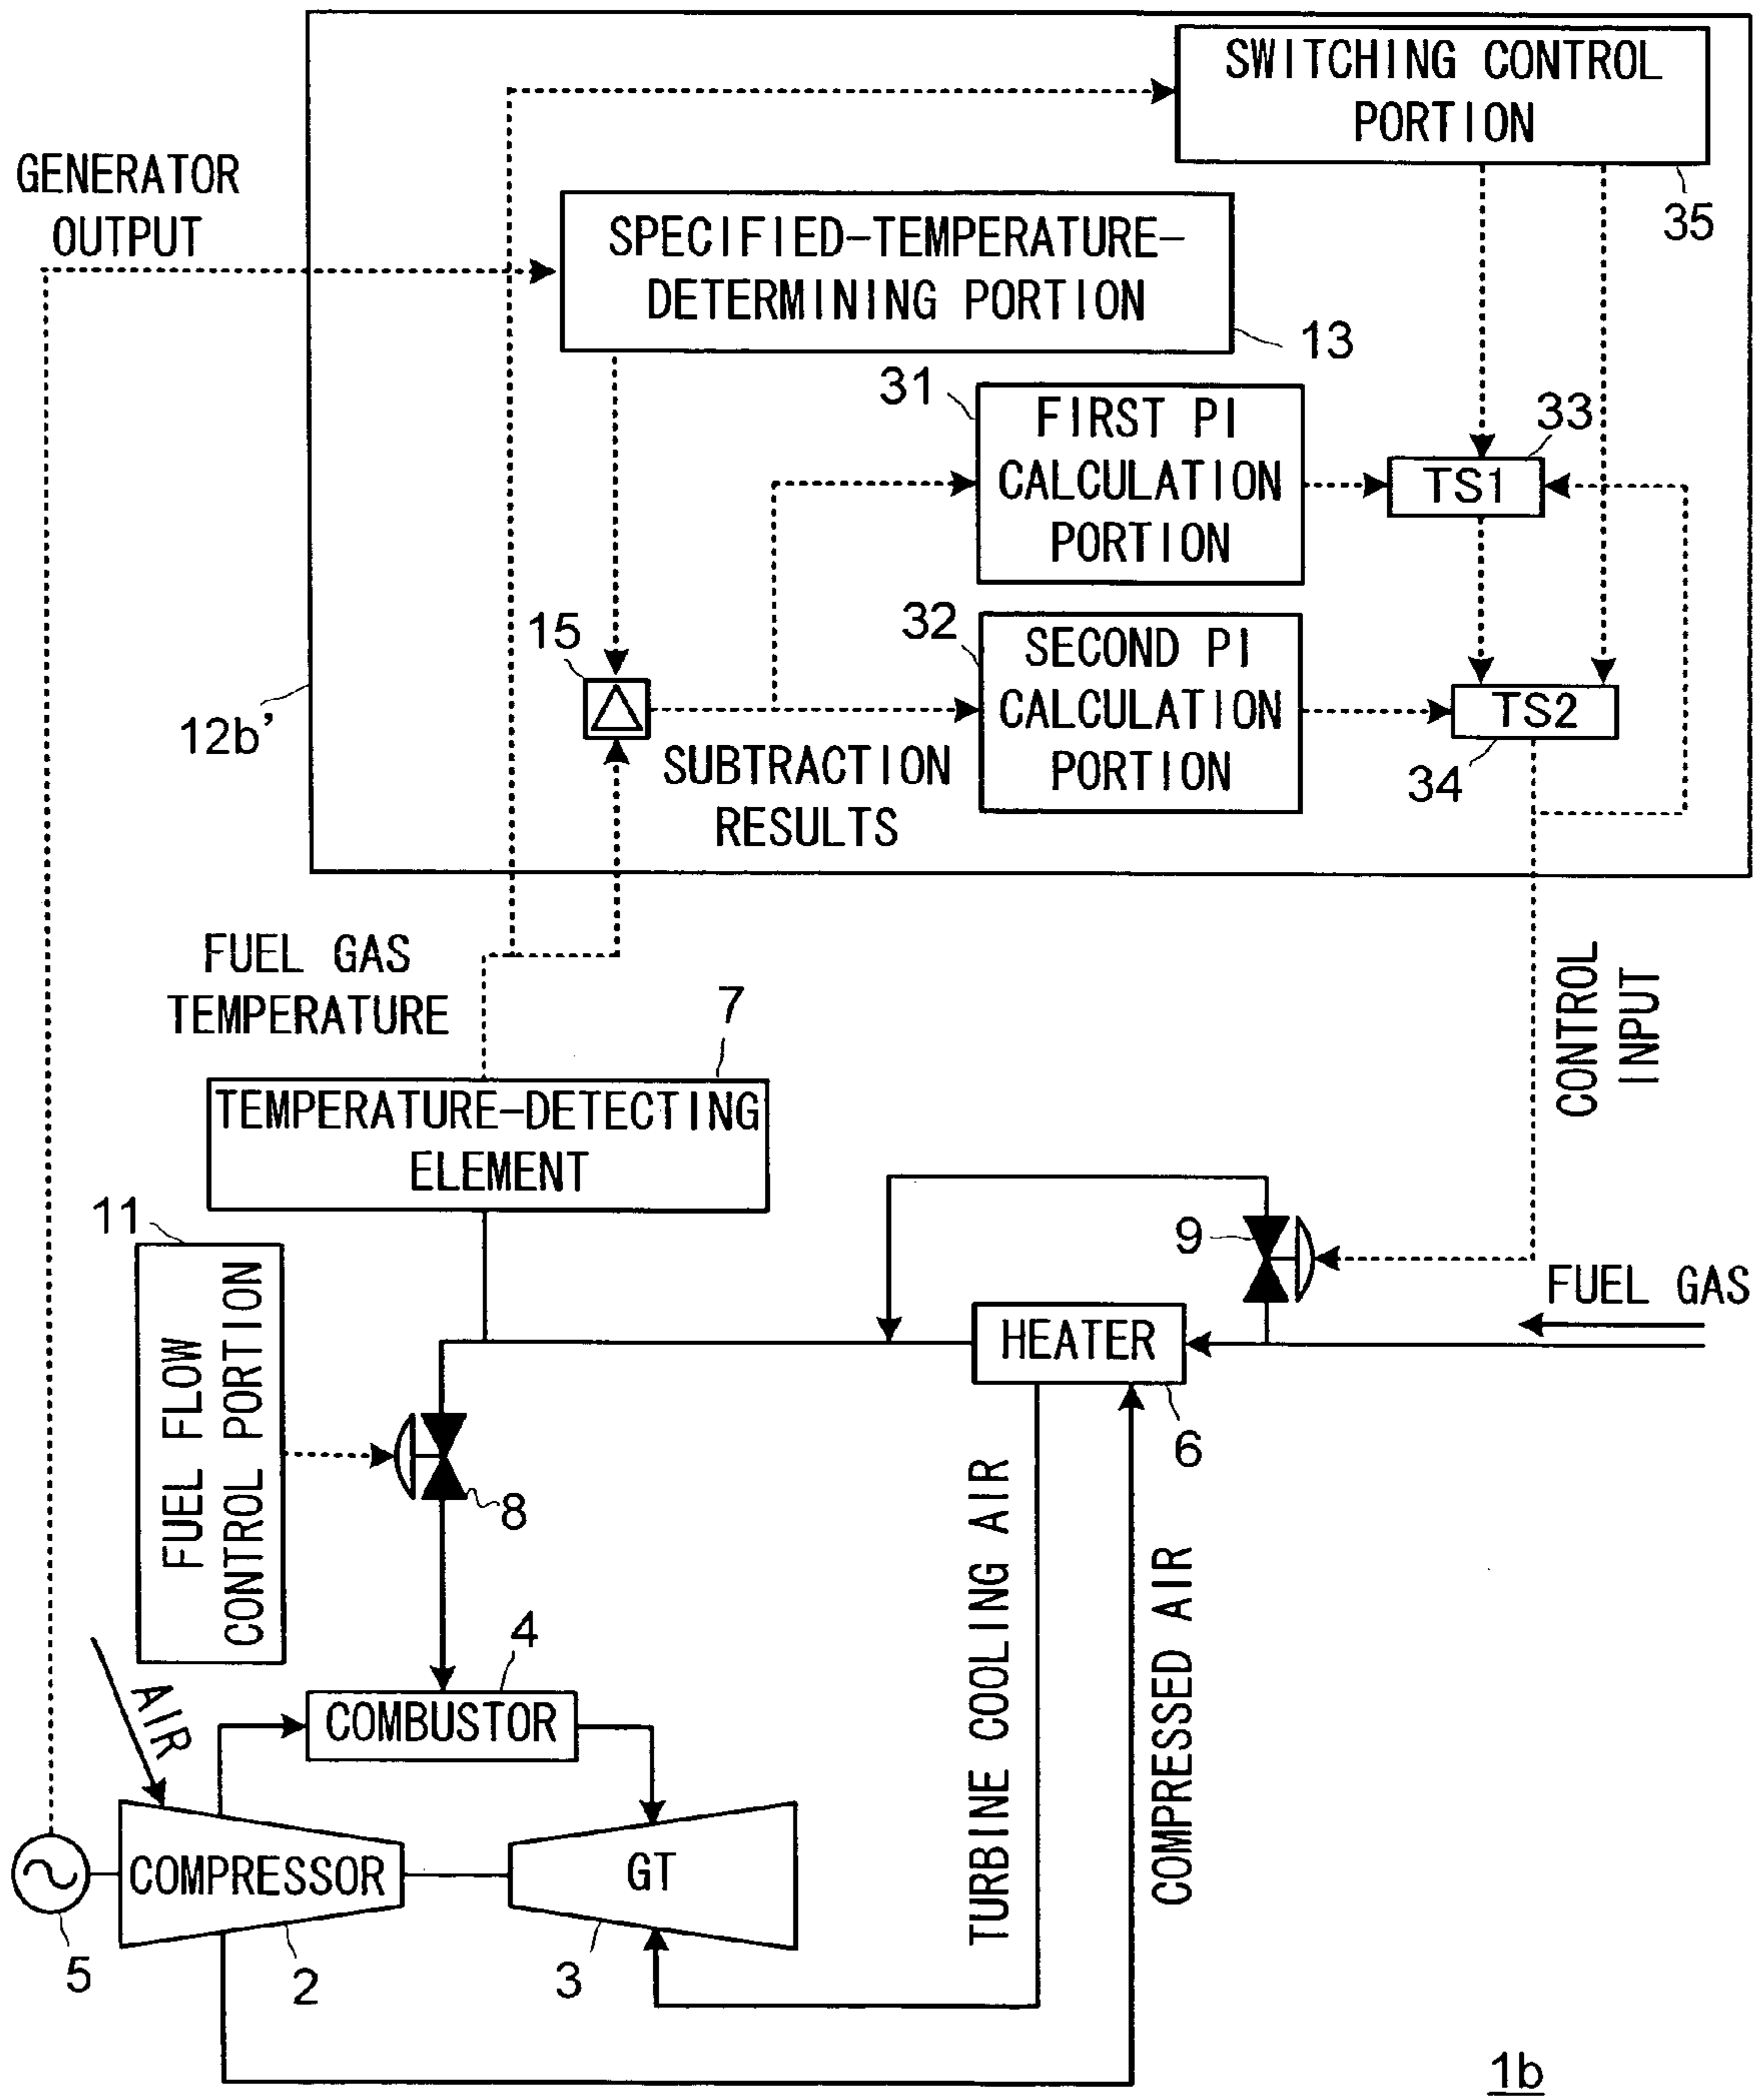 SWITCHING CONTROL
PORTION
35
GENERATOR
OUTPUT
SPECIFIED-TEMPERATURE-
DETERMINING PORTION
13
31
FIRST PI
CALCULATION
PORTION
33
TS1
15
32
SECOND PI
CALCULATION
PORTION
TS2
34
12b'
SUBTRACTION
RESULTS
FUEL GAS
TEMPERATURE
CONTROL
INPUT
7
TEMPERATURE-DETECTING
ELEMENT
11
FUEL FLOW
CONTROL PORTION
9
FUEL GAS
HEATER
6
8
TURBINE COOLING AIR
COMPRESSED AIR
4
COMBUSTOR
AIR
COMPRESSOR
GT
5
2
3
1b